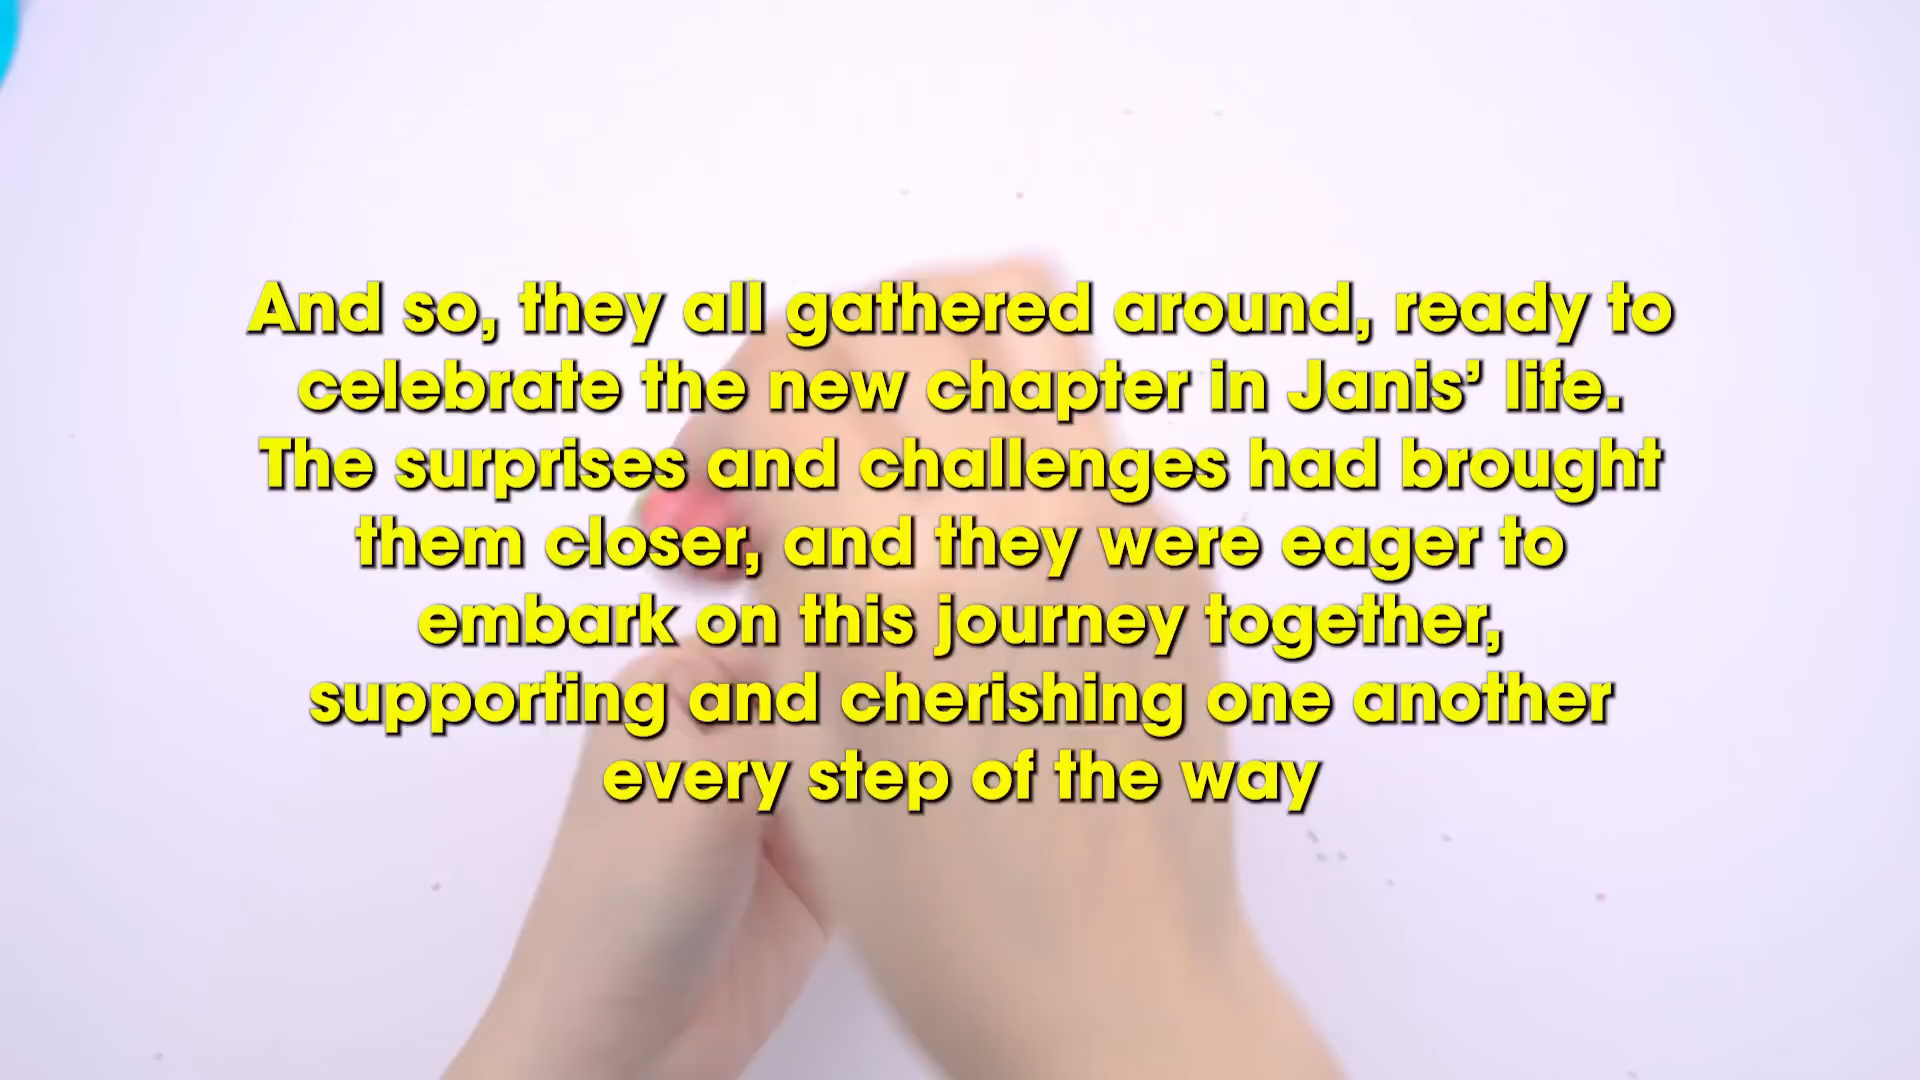 And so, they all gathered around, ready to
celebrate the new chapter in Janis’ life.
The surprises and challenges had brought
them closer, and they were eager to
embark on this journey together,
supporting and cherishing one another
every step of the way